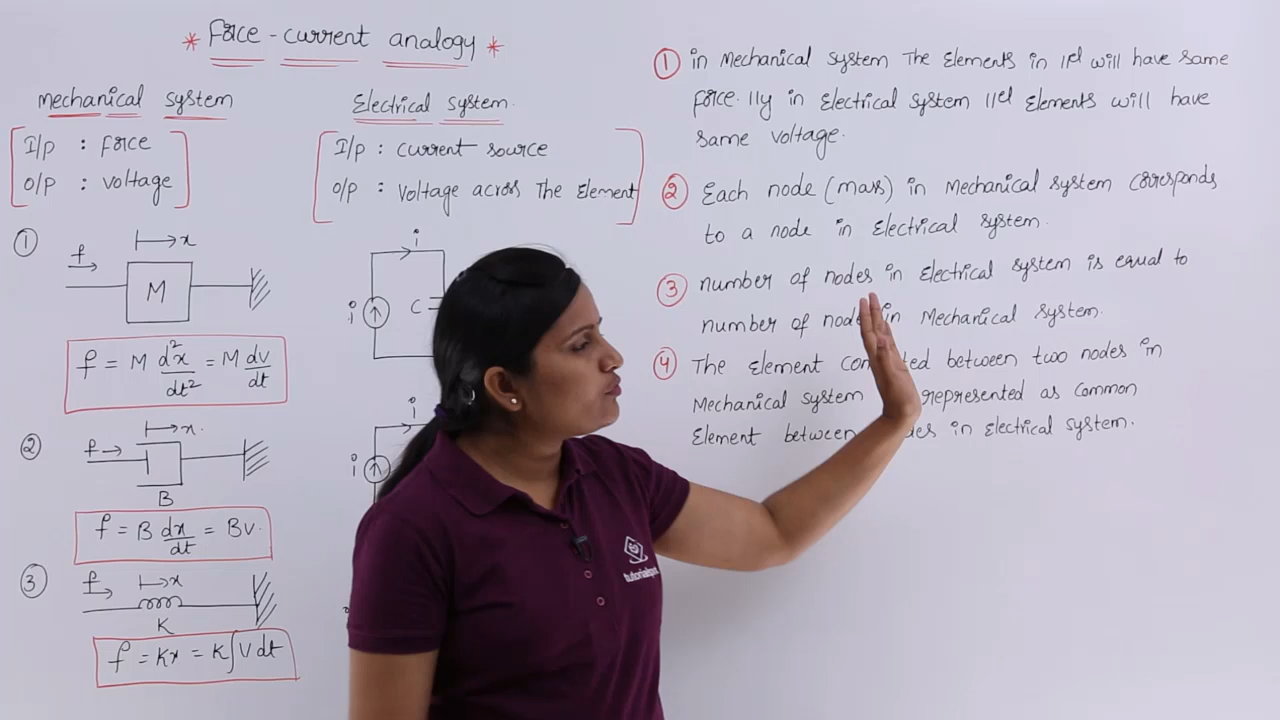 * Force - current analogy *
Mechanical system
I/p : force
O/p : voltage
Electrical system.
I/p : current source
O/p : voltage across The Element
1
f
x
M
f = M d²x/dt² = M dv/dt
2
f
x.
B
f = B dx/dt = Bv.
3
f
x
K
f = Kx = K∫v dt
i
i
C
i
i
1 in Mechanical system The Elements in llel will have same
force. lly in Electrical system llel Elements will have
same voltage.
2 Each node (mass) in Mechanical system corresponds
to a node in Electrical system.
3 number of nodes in Electrical system is equal to
number of nodes in Mechanical system.
4 The Element between two nodes in
Mechanical system represented as common
Element between in Electrical system.